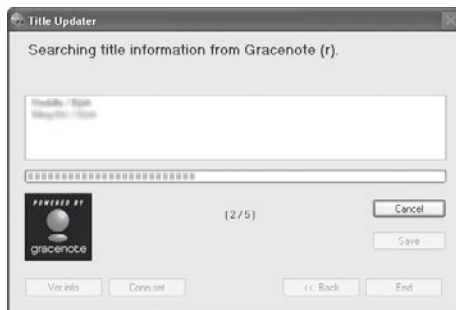 Title Updater
Searching title information from Gracenote (r).
POWERED BY
gracenote
(2/5)
Cancel
Save
Ver.info
Conn.set
<< Back
End